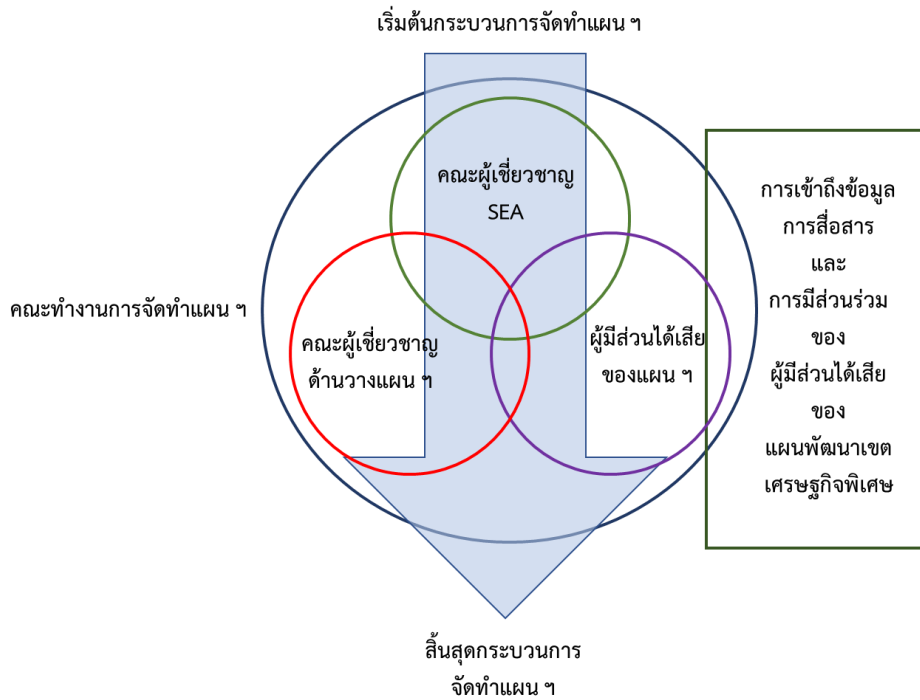 เริ่มต้นกระบวนการจัดทำแผน ฯ
คณะผู้เชี่ยวชาญ
SEA
คณะทำงานการจัดทำแผน ฯ
คณะผู้เชี่ยวชาญ
ด้านวางแผน ฯ
ผู้มีส่วนได้เสีย
ของแผน ฯ
การเข้าถึงข้อมูล
การสื่อสาร
และ
การมีส่วนร่วม
ของ
ผู้มีส่วนได้เสีย
ของ
แผนพัฒนาเขต
เศรษฐกิจพิเศษ
สิ้นสุดกระบวนการ
จัดทำแผน ฯ